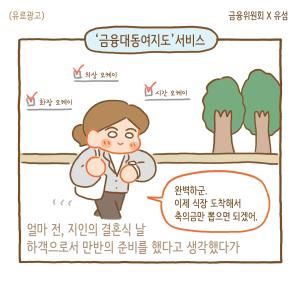 (유료광고)
금융위원회 X 유섬
'금융대동여지도'서비스
의상 오케이
화장 오케이
시간 오케이
완벽하군.
이제 식장 도착해서
축의금만 뽑으면 되겠어.
얼마 전, 지인의 결혼식 날
하객으로서 만반의 준비를 했다고 생각했다가